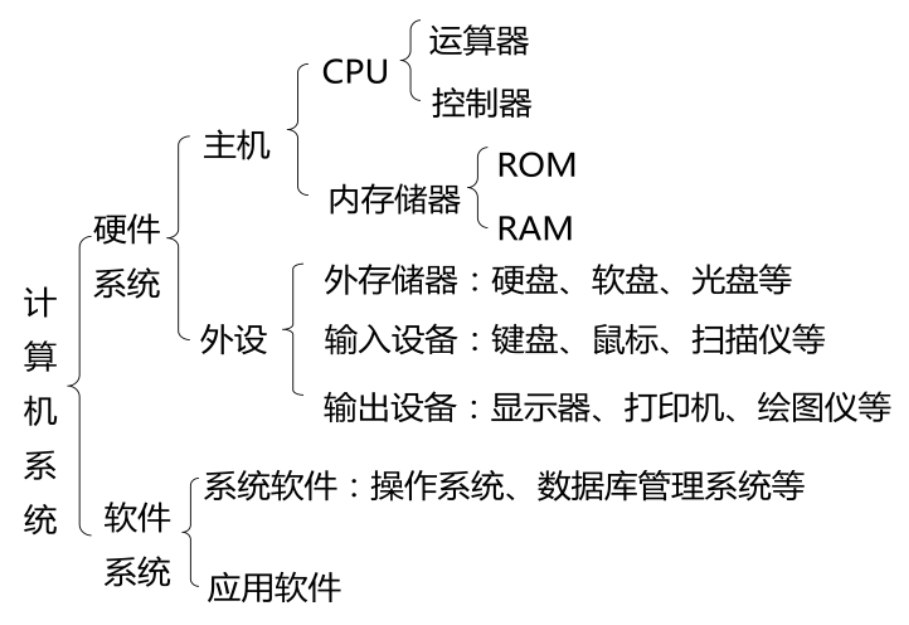 计算机系统
硬件系统
主机
CPU
运算器
控制器
内存储器
ROM
RAM
外设
外存储器：硬盘、软盘、光盘等
输入设备：键盘、鼠标、扫描仪等
输出设备：显示器、打印机、绘图仪等
软件系统
系统软件：操作系统、数据库管理系统等
应用软件